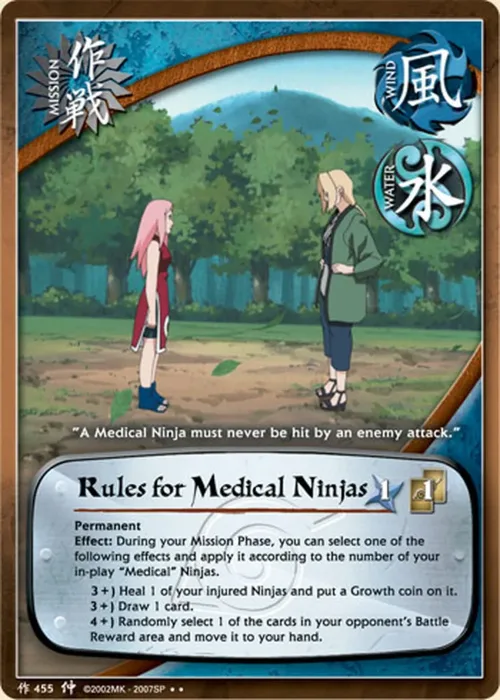 MISSION
作戦
WIND
風
WATER
水
"A Medical Ninja must never be hit by an enemy attack."
Rules for Medical Ninjas 1 1
Permanent
Effect: During your Mission Phase, you can select one of the
following effects and apply it according to the number of your
in-play "Medical" Ninjas.
3+) Heal 1 of your injured Ninjas and put a Growth coin on it.
3+) Draw 1 card.
4+) Randomly select 1 of the cards in your opponent's Battle
Reward area and move it to your hand.
作 455 仲 ©2002MK - 2007SP ••